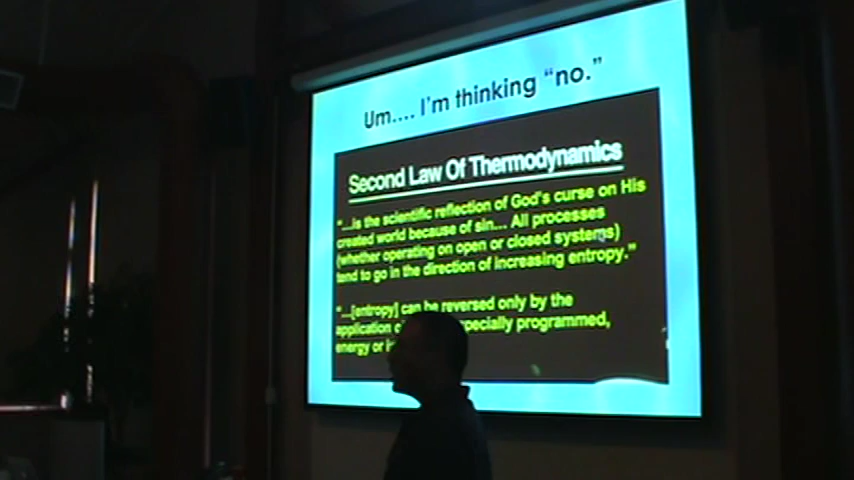 Um.... I'm thinking "no."
Second Law Of Thermodynamics
"...is the scientific reflection of God's curse on His
created world because of sin... All processes
(whether operating on open or closed systems)
tend to go in the direction of increasing entropy."
"...[entropy] can be reversed only by the
application specially programmed,
energy or